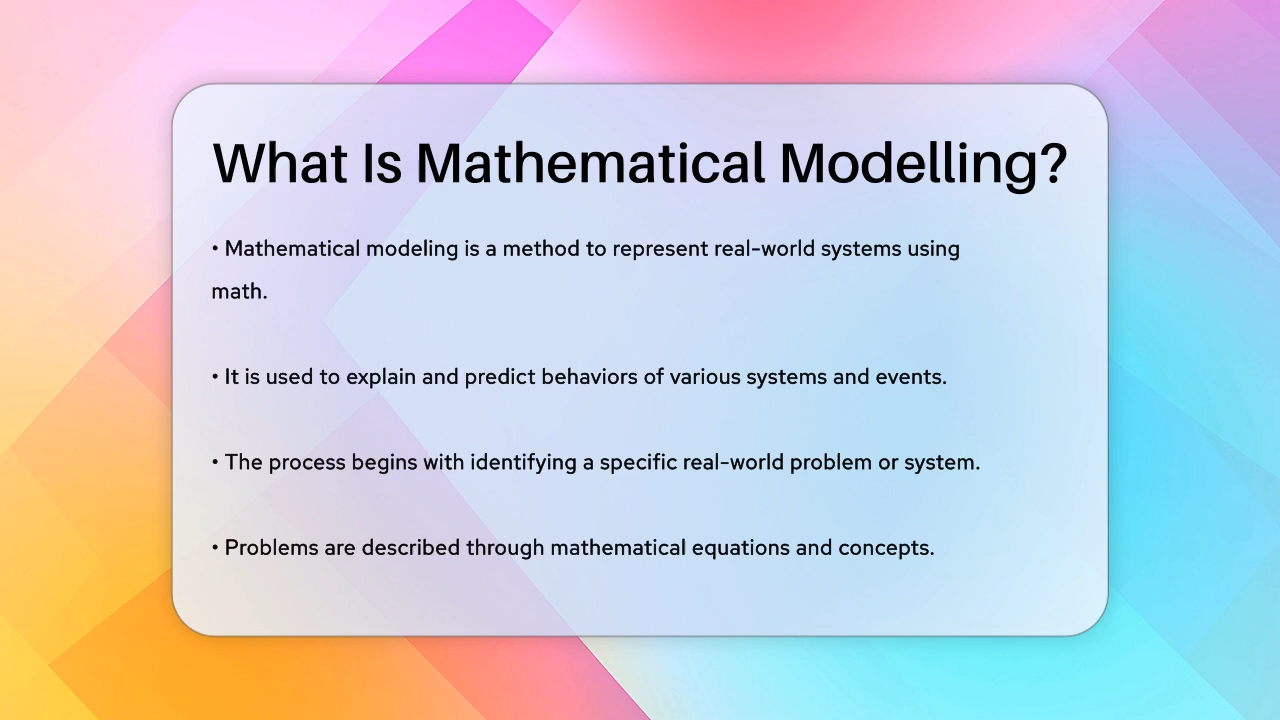 What Is Mathematical Modelling?
• Mathematical modeling is a method to represent real-world systems using
math.
• It is used to explain and predict behaviors of various systems and events.
• The process begins with identifying a specific real-world problem or system.
• Problems are described through mathematical equations and concepts.